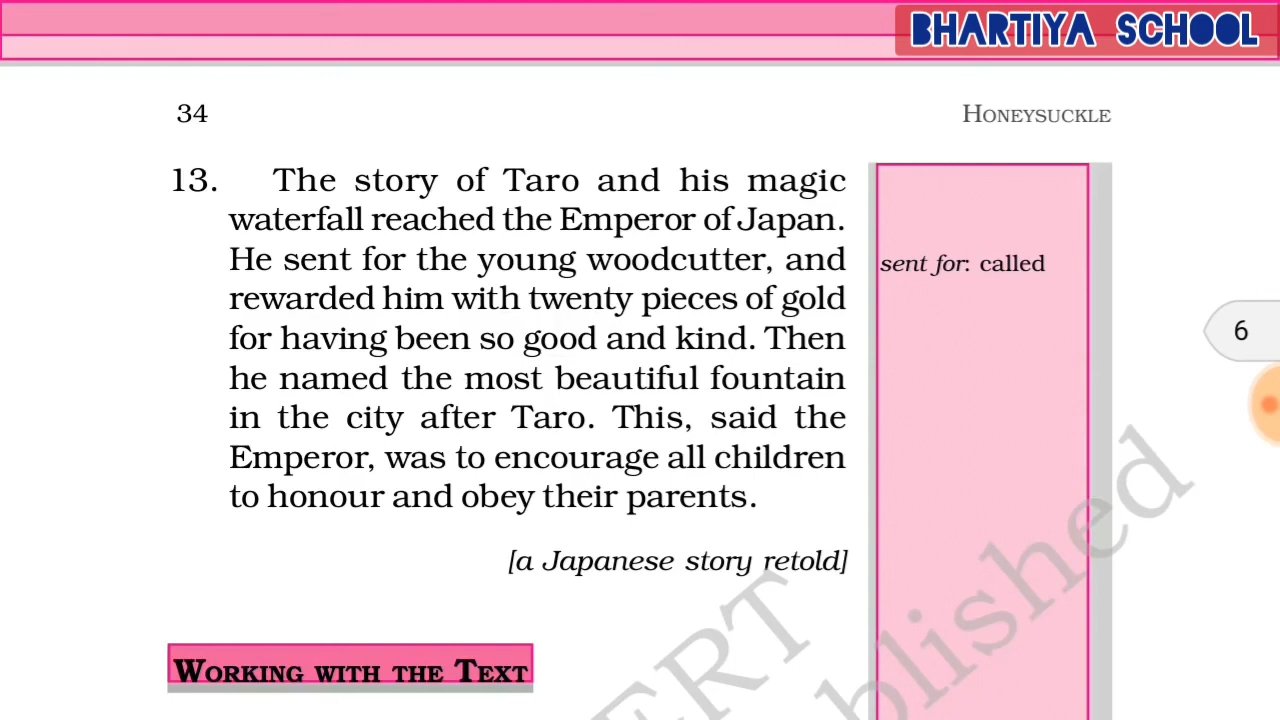 BHARTIYA SCHOOL
34
HONEYSUCKLE
13. The story of Taro and his magic
waterfall reached the Emperor of Japan.
He sent for the young woodcutter, and
rewarded him with twenty pieces of gold
for having been so good and kind. Then
he named the most beautiful fountain
in the city after Taro. This, said the
Emperor, was to encourage all children
to honour and obey their parents.
[a Japanese story retold]
sent for: called
6
WORKING WITH THE TEXT